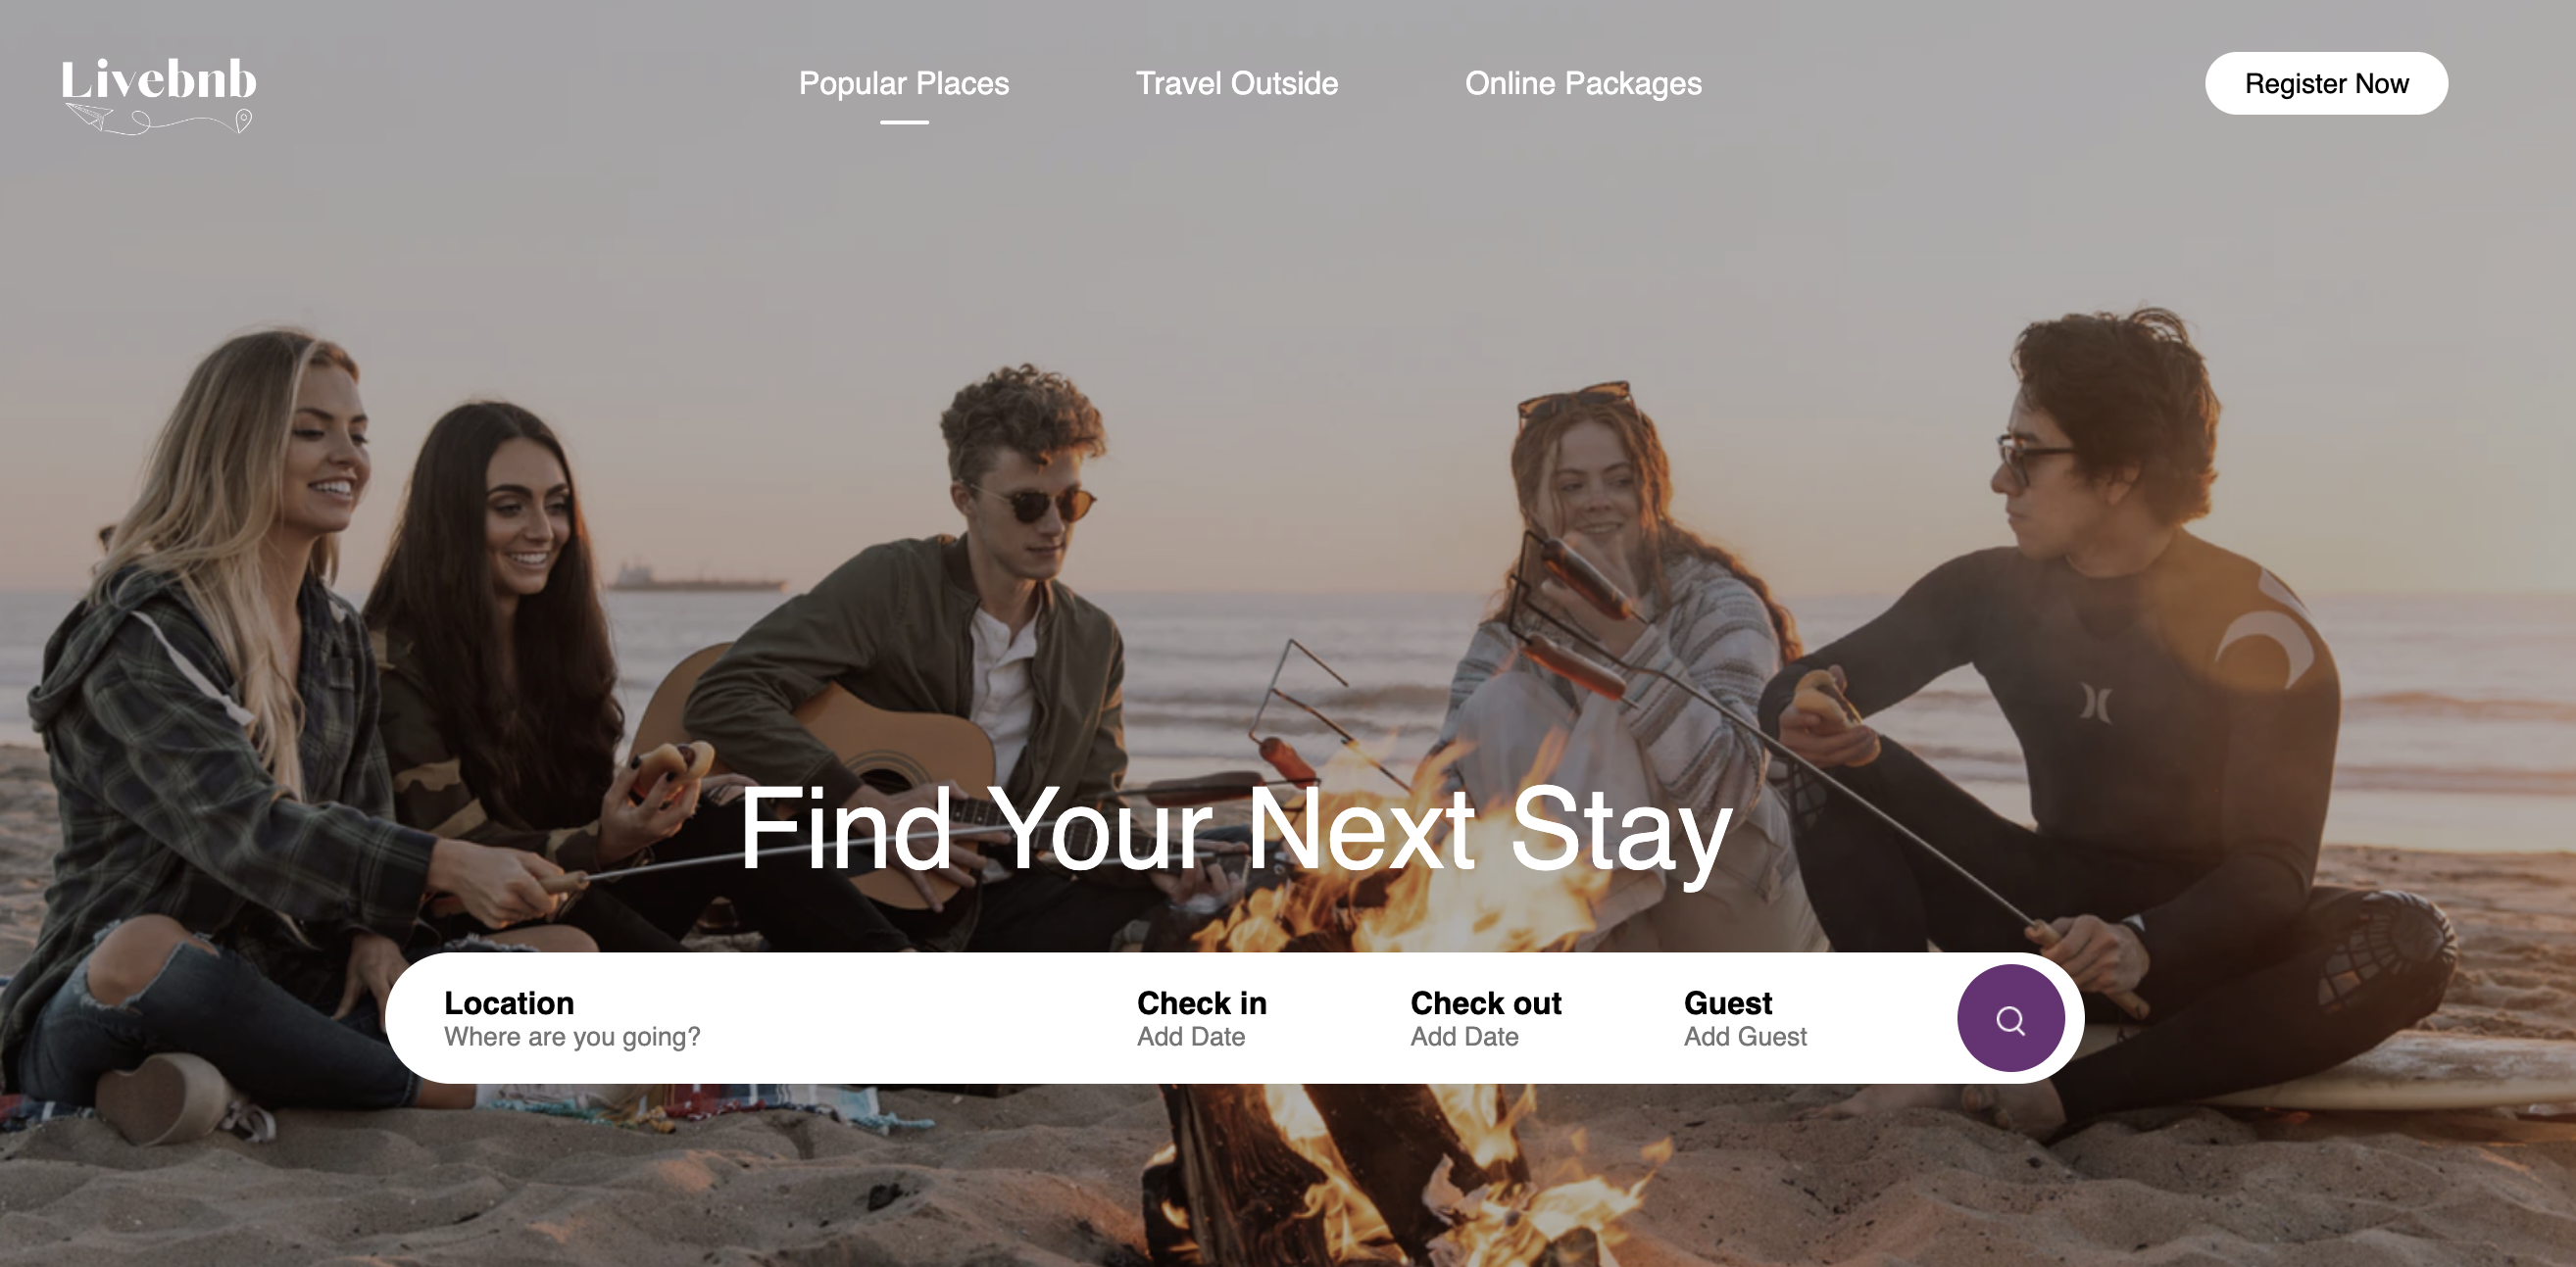 Livebnb
Popular Places
Travel Outside
Online Packages
Register Now
Find Your Next Stay
Location
Where are you going?
Check in
Add Date
Check out
Add Date
Guest
Add Guest